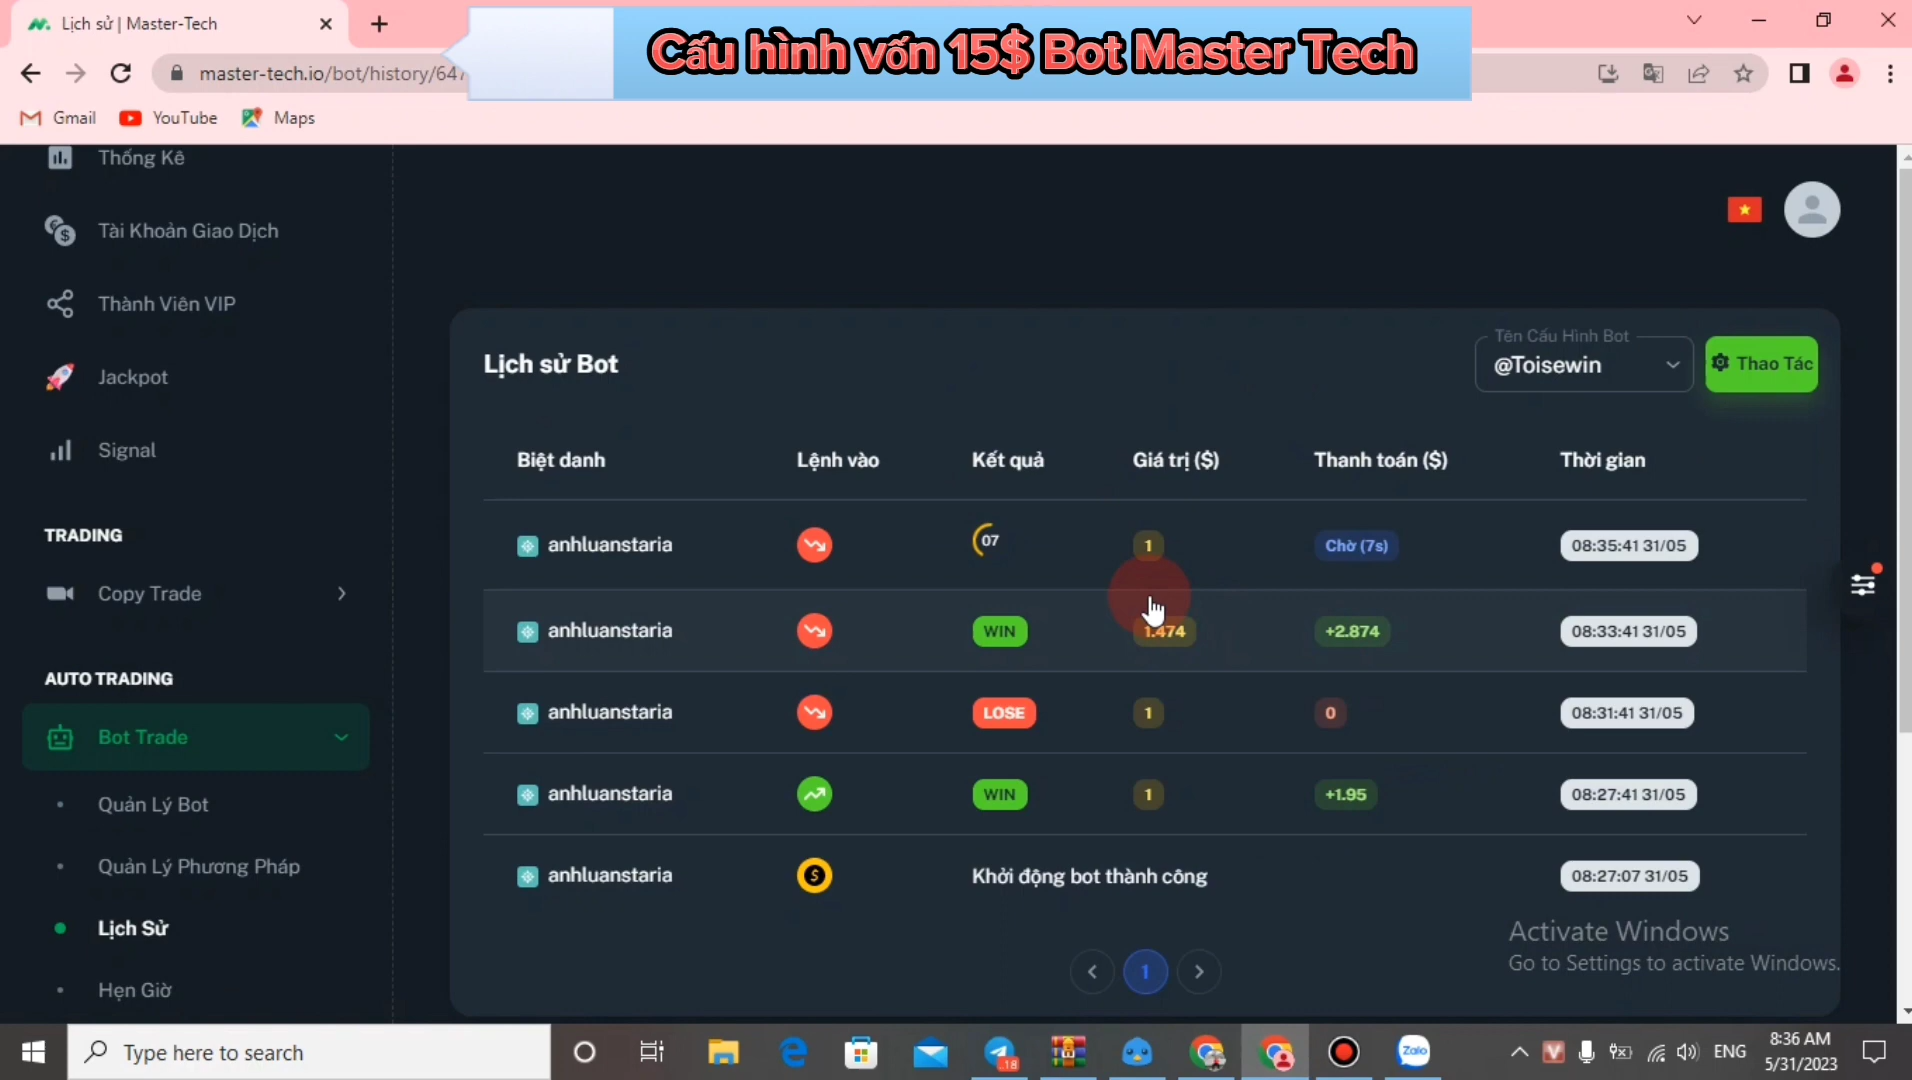 Lịch sử | Master-Tech
Cấu hình vốn 15$ Bot Master Tech
master-tech.io/bot/history/647
Gmail
YouTube
Maps
Thống Kê
Tài Khoản Giao Dịch
Thành Viên VIP
Jackpot
Signal
TRADING
Copy Trade
AUTO TRADING
Bot Trade
Quản Lý Bot
Quản Lý Phương Pháp
Lịch Sử
Hẹn Giờ
Lịch sử Bot
Tên Cấu Hình Bot
@Toisewin
Thao Tác
Biệt danh Lệnh vào Kết quả Giá trị ($) Thanh toán ($) Thời gian
anhluanstaria 07 1 Chờ (7s) 08:35:41 31/05
anhluanstaria WIN 1.474 +2.874 08:33:41 31/05
anhluanstaria LOSE 1 0 08:31:41 31/05
anhluanstaria WIN 1 +1.95 08:27:41 31/05
anhluanstaria Khởi động bot thành công 08:27:07 31/05
1
Activate Windows
Go to Settings to activate Windows.
Type here to search
18
Zalo
V
ENG
8:36 AM
5/31/2023